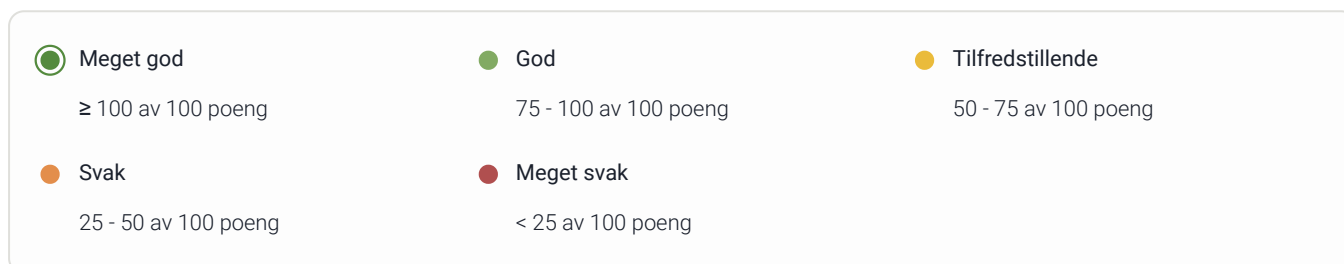 Meget god
≥ 100 av 100 poeng
God
75 - 100 av 100 poeng
Tilfredstillende
50 - 75 av 100 poeng
Svak
25 - 50 av 100 poeng
Meget svak
< 25 av 100 poeng